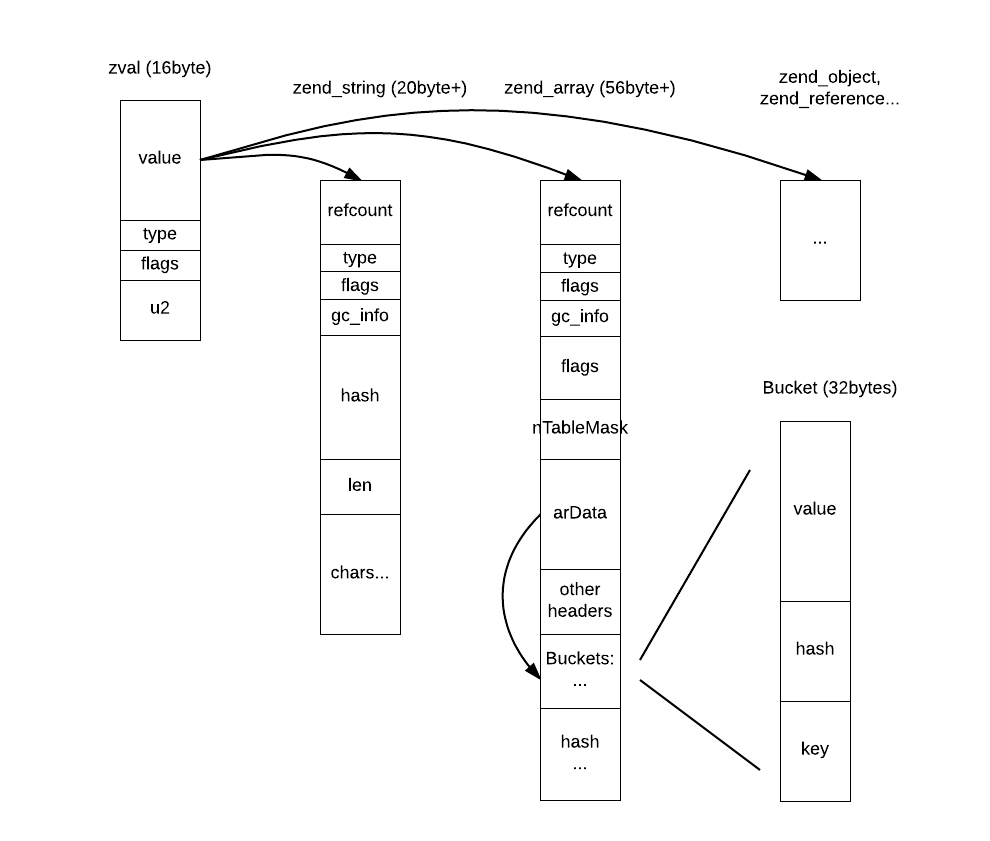 zval (16byte)
value
type
flags
u2
zend_string (20byte+)
refcount
type
flags
gc_info
hash
len
chars...
zend_array (56byte+)
refcount
type
flags
gc_info
flags
nTableMask
arData
other
headers
Buckets:
...
hash
...
zend_object,
zend_reference...
...
Bucket (32bytes)
value
hash
key